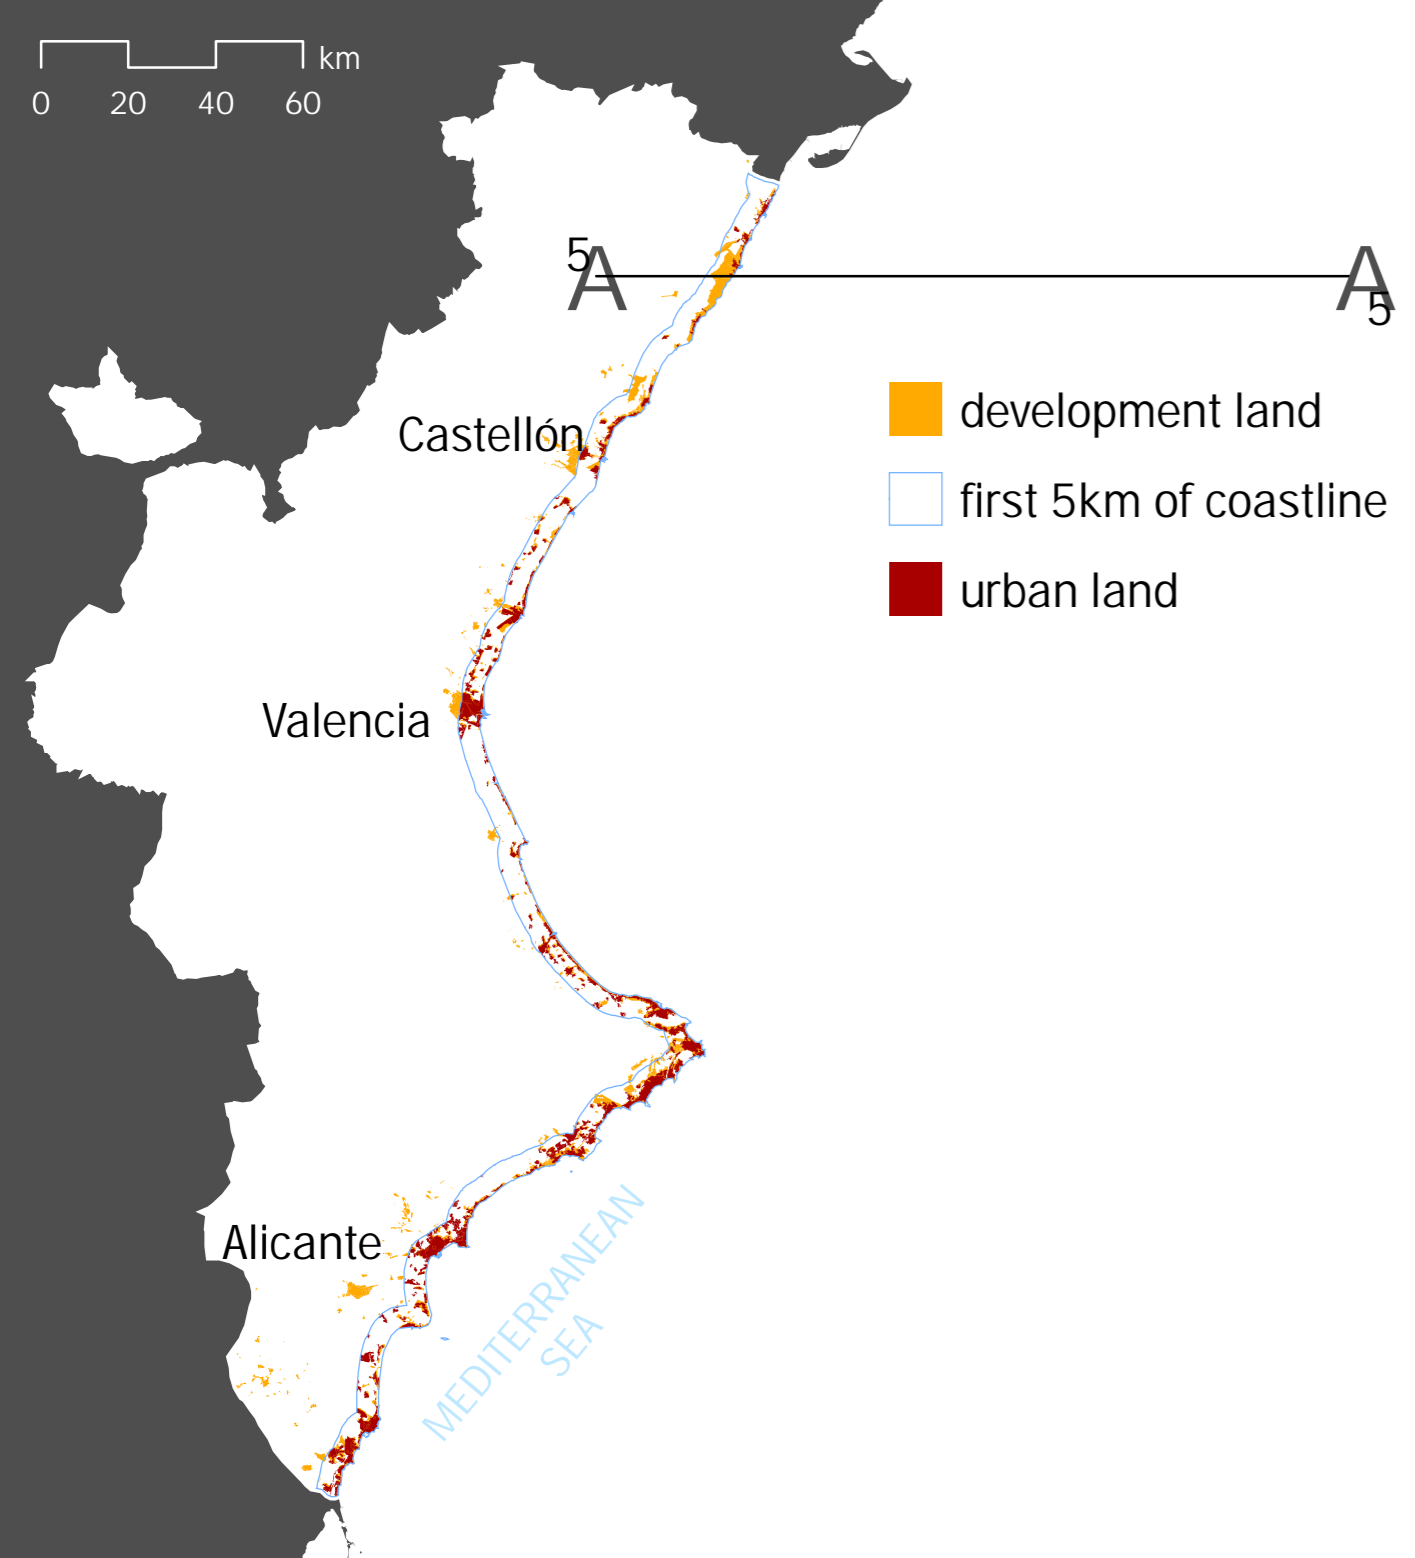 km
0 20 40 60
5
A A
5
development land
Castellón
first 5km of coastline
urban land
Valencia
Alicante
MEDITERRANEAN
SEA